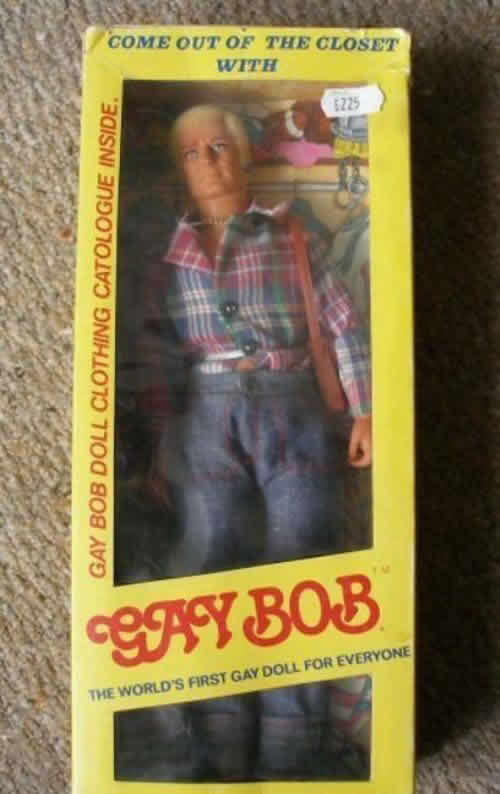 COME OUT OF THE CLOSET
WITH
£225
GAY BOB DOLL CLOTHING CATOLOGUE INSIDE.
GAY BOB
TM
THE WORLD'S FIRST GAY DOLL FOR EVERYONE